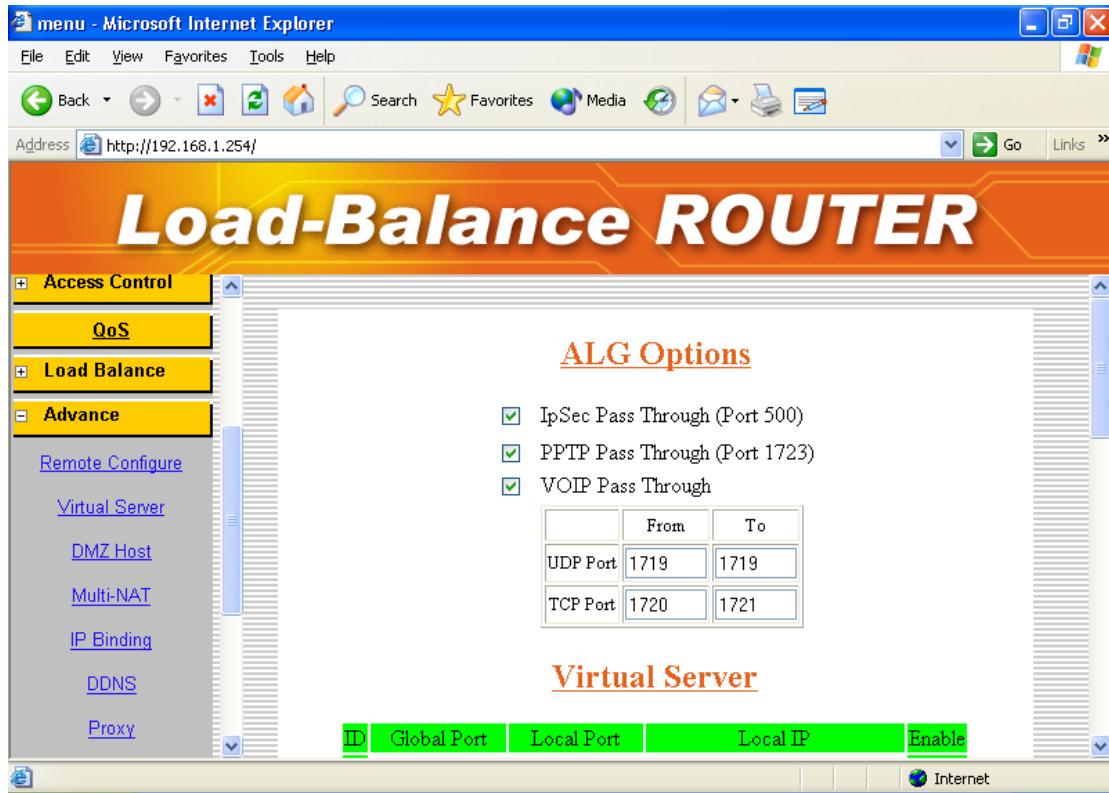 menu - Microsoft Internet Explorer
File Edit View Favorites Tools Help
Back Search Favorites Media
Address http://192.168.1.254/ Go Links »
Load-Balance ROUTER
Access Control
QoS
Load Balance
Advance
Remote Configure
Virtual Server
DMZ Host
Multi-NAT
IP Binding
DDNS
Proxy
ALG Options
IpSec Pass Through (Port 500)
PPTP Pass Through (Port 1723)
VOIP Pass Through
From To
UDP Port 1719 1719
TCP Port 1720 1721
Virtual Server
ID Global Port Local Port Local IP Enable
Internet